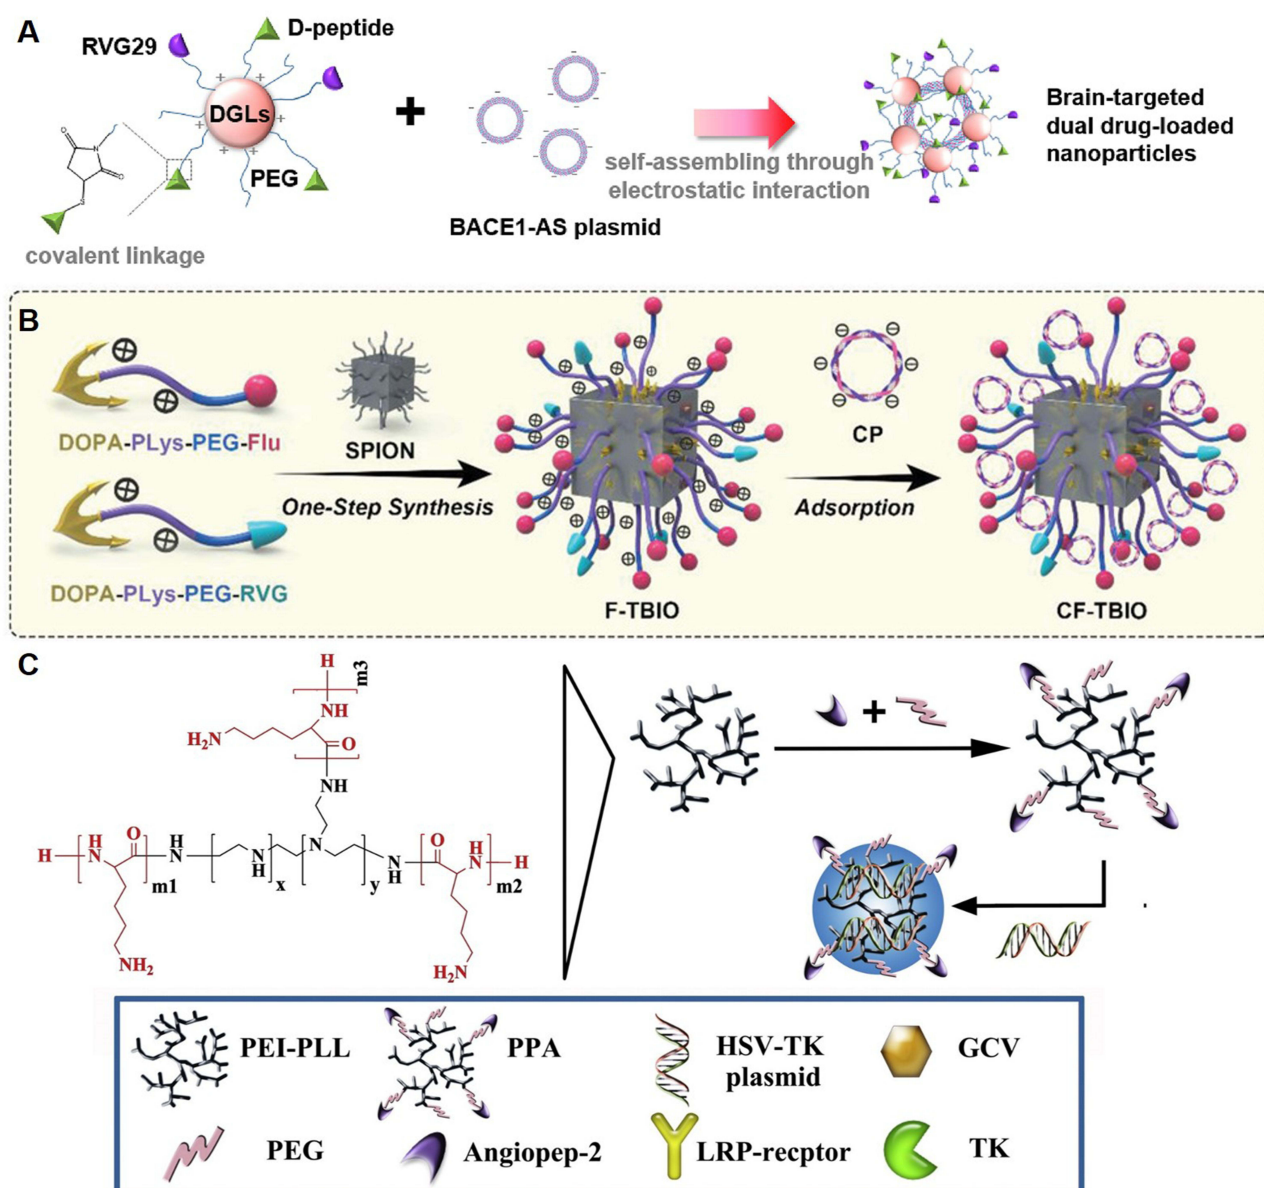 A
RVG29
D-peptide
DGLs
PEG
covalent linkage
+
BACE1-AS plasmid
self-assembling through
electrostatic interaction
Brain-targeted
dual drug-loaded
nanoparticles
B
DOPA-PLys-PEG-Flu
DOPA-PLys-PEG-RVG
SPION
One-Step Synthesis
F-TBIO
CP
Adsorption
CF-TBIO
C
H
m3
NH
H2N
O
NH
H
H
N
O
m1
N
H
N
H
x
N
y
N
H
O
H
N
m2
H
NH2
H2N
+
PEI-PLL
PPA
HSV-TK
plasmid
GCV
PEG
Angiopep-2
LRP-recptor
TK